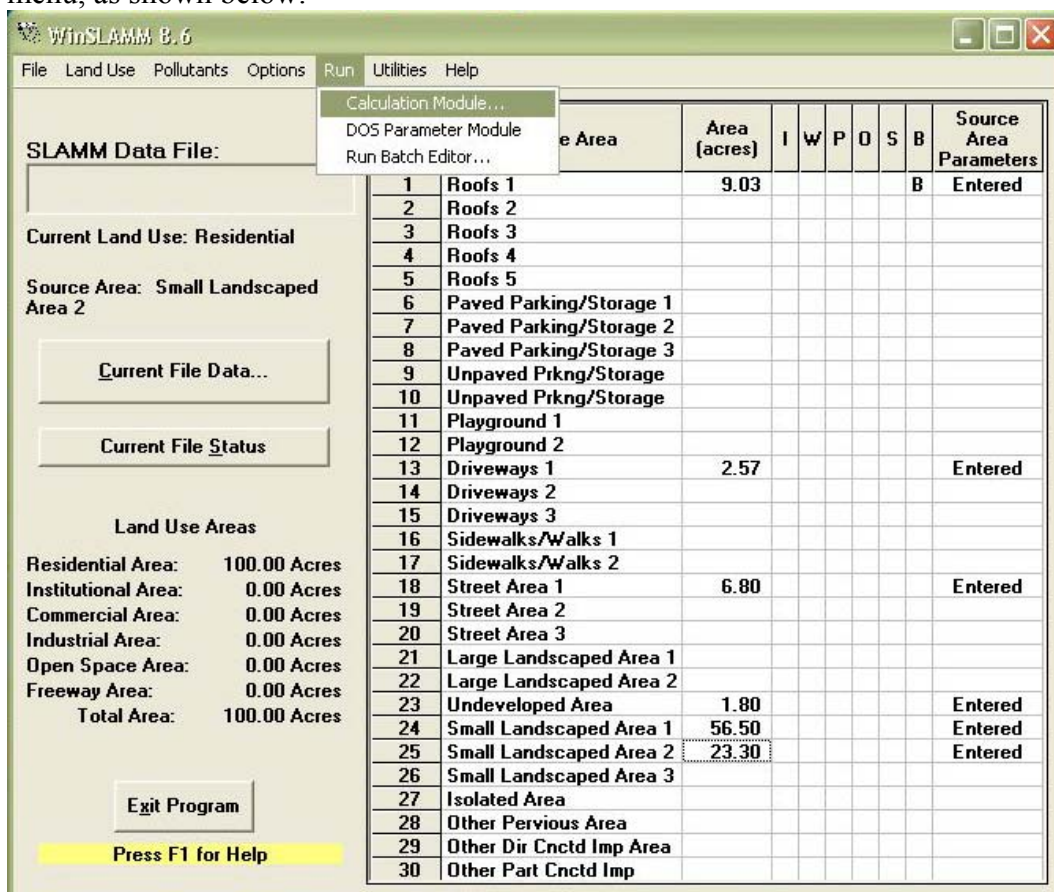 menu, as shown below.
WinSLAMM 8.6
File Land Use Pollutants Options Run Utilities Help
Calculation Module...
DOS Parameter Module
Run Batch Editor...
SLAMM Data File:
Current Land Use: Residential
Source Area: Small Landscaped
Area 2
Current File Data...
Current File Status
Land Use Areas
Residential Area: 100.00 Acres
Institutional Area: 0.00 Acres
Commercial Area: 0.00 Acres
Industrial Area: 0.00 Acres
Open Space Area: 0.00 Acres
Freeway Area: 0.00 Acres
Total Area: 100.00 Acres
Exit Program
Press F1 for Help
e Area Area (acres) I W P O S B Source Area Parameters
1 Roofs 1 9.03 B Entered
2 Roofs 2
3 Roofs 3
4 Roofs 4
5 Roofs 5
6 Paved Parking/Storage 1
7 Paved Parking/Storage 2
8 Paved Parking/Storage 3
9 Unpaved Prkng/Storage
10 Unpaved Prkng/Storage
11 Playground 1
12 Playground 2
13 Driveways 1 2.57 Entered
14 Driveways 2
15 Driveways 3
16 Sidewalks/Walks 1
17 Sidewalks/Walks 2
18 Street Area 1 6.80 Entered
19 Street Area 2
20 Street Area 3
21 Large Landscaped Area 1
22 Large Landscaped Area 2
23 Undeveloped Area 1.80 Entered
24 Small Landscaped Area 1 56.50 Entered
25 Small Landscaped Area 2 23.30 Entered
26 Small Landscaped Area 3
27 Isolated Area
28 Other Pervious Area
29 Other Dir Cnctd Imp Area
30 Other Part Cnctd Imp